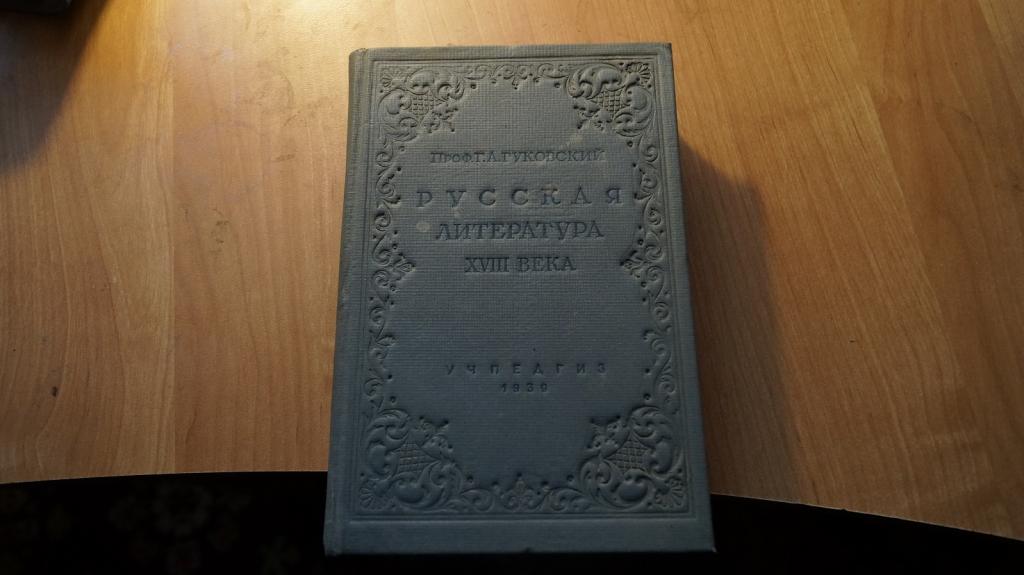 Проф. Г. А. ГУКОВСКИЙ
РУССКАЯ
ЛИТЕРАТУРА
XVIII ВЕКА
УЧПЕДГИЗ
1939